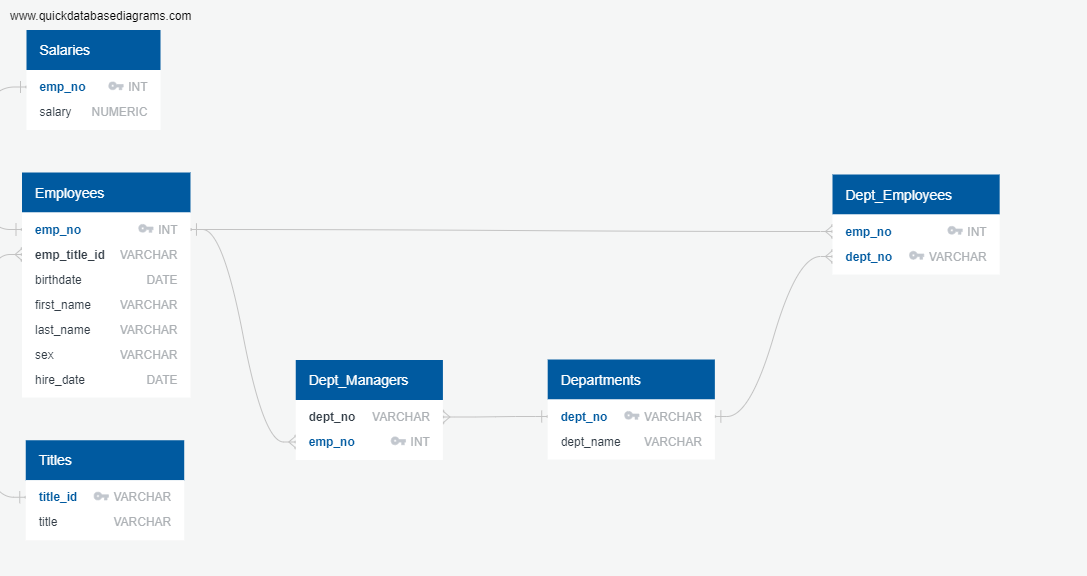 www.quickdatabasediagrams.com
Salaries
emp_no INT
salary NUMERIC
Employees
emp_no INT
emp_title_id VARCHAR
birthdate DATE
first_name VARCHAR
last_name VARCHAR
sex VARCHAR
hire_date DATE
Dept_Employees
emp_no INT
dept_no VARCHAR
Dept_Managers
dept_no VARCHAR
emp_no INT
Departments
dept_no VARCHAR
dept_name VARCHAR
Titles
title_id VARCHAR
title VARCHAR